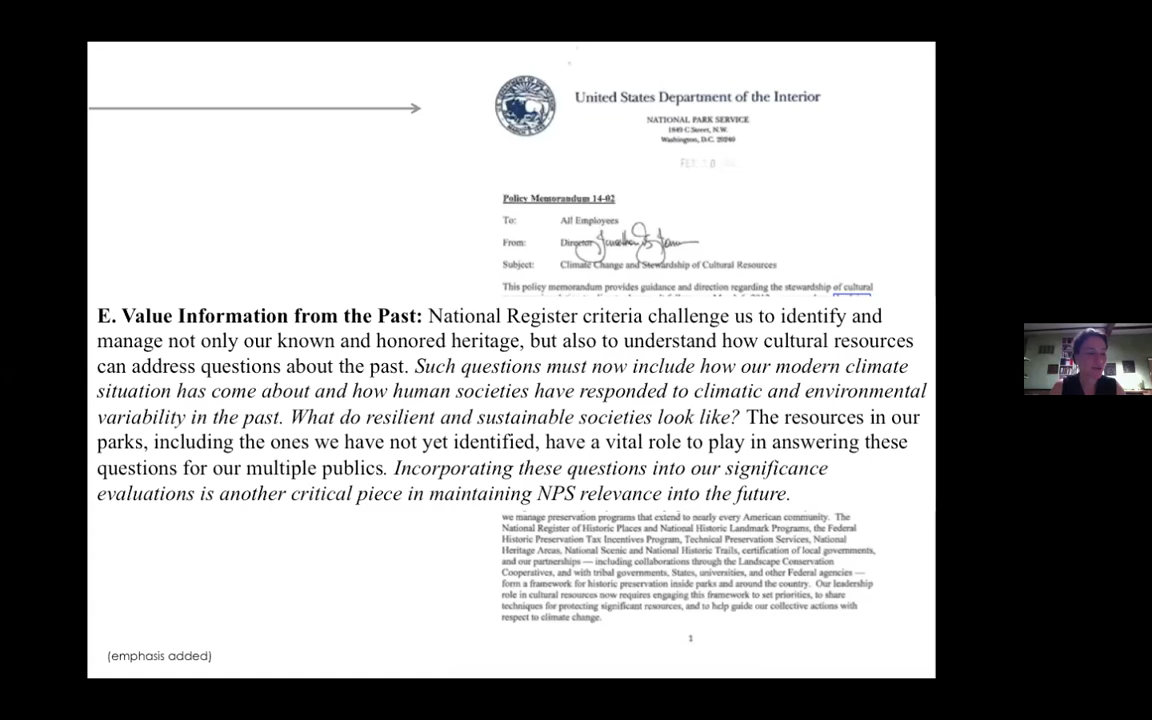 United States Department of the Interior
NATIONAL PARK SERVICE
1849 C Street, N.W.
Washington, D.C. 20240
Policy Memorandum 14-02
To: All Employees
From: Director
Subject: Climate Change and Stewardship of Cultural Resources
This policy memorandum provides guidance and direction regarding the stewardship of cultural
E. Value Information from the Past: National Register criteria challenge us to identify and
manage not only our known and honored heritage, but also to understand how cultural resources
can address questions about the past. Such questions must now include how our modern climate
situation has come about and how human societies have responded to climatic and environmental
variability in the past. What do resilient and sustainable societies look like? The resources in our
parks, including the ones we have not yet identified, have a vital role to play in answering these
questions for our multiple publics. Incorporating these questions into our significance
evaluations is another critical piece in maintaining NPS relevance into the future.
we manage preservation programs that extend to nearly every American community. The
National Register of Historic Places and National Historic Landmark Programs, the Federal
Historic Preservation Tax Incentives Program, Technical Preservation Services, National
Heritage Areas, National Scenic and National Historic Trails, certification of local governments,
and our partnerships — including collaborations through the Landscape Conservation
Cooperatives, and with tribal governments, States, universities, and other Federal agencies —
form a framework for historic preservation inside parks and around the country. Our leadership
role in cultural resources now requires engaging this framework to set priorities, to share
techniques for protecting significant resources, and to help guide our collective actions with
respect to climate change.
1
(emphasis added)